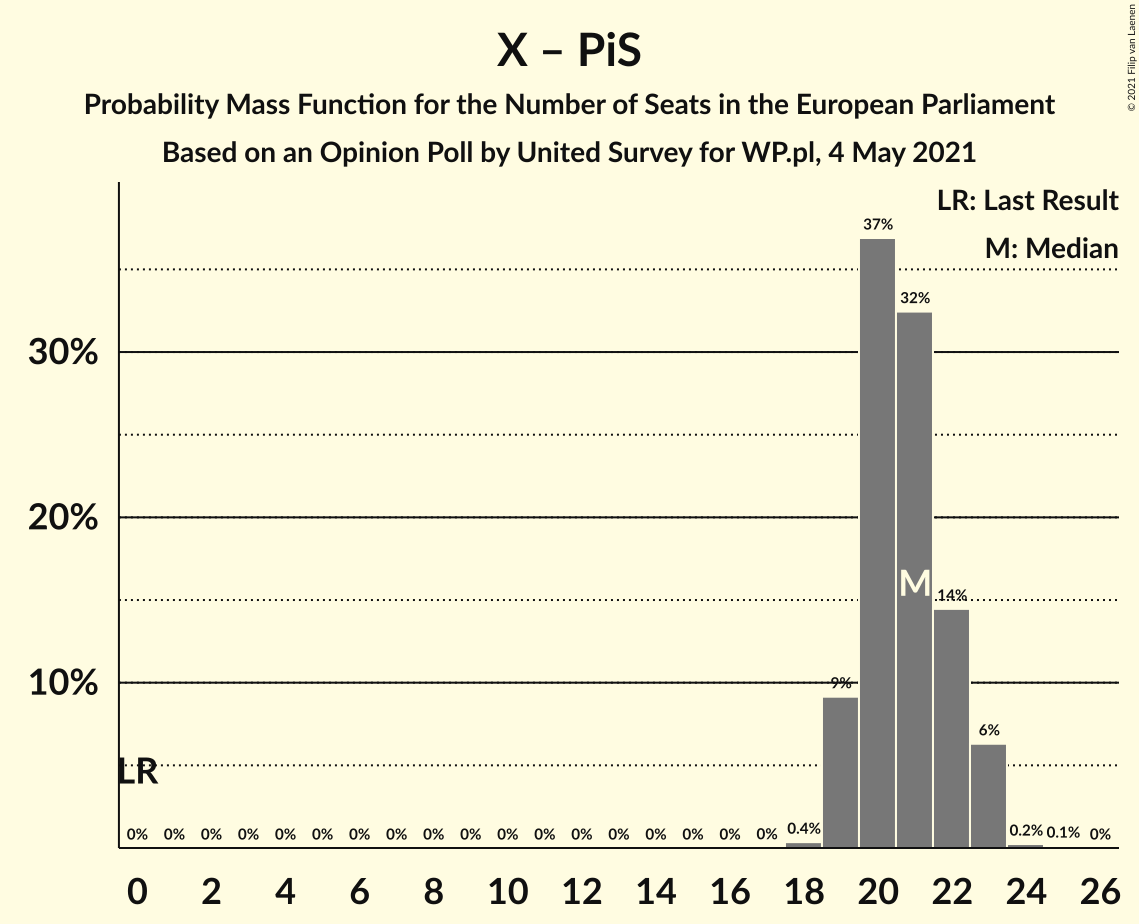 X – PiS
Probability Mass Function for the Number of Seats in the European Parliament
Based on an Opinion Poll by United Survey for WP.pl, 4 May 2021
© 2021 Filip van Laenen
LR: Last Result
M: Median
30%
20%
10%
LR
M
0% 0% 0% 0% 0% 0% 0% 0% 0% 0% 0% 0% 0% 0% 0% 0% 0% 0% 0.4% 9% 37% 32% 14% 6% 0.2% 0.1% 0%
0 2 4 6 8 10 12 14 16 18 20 22 24 26